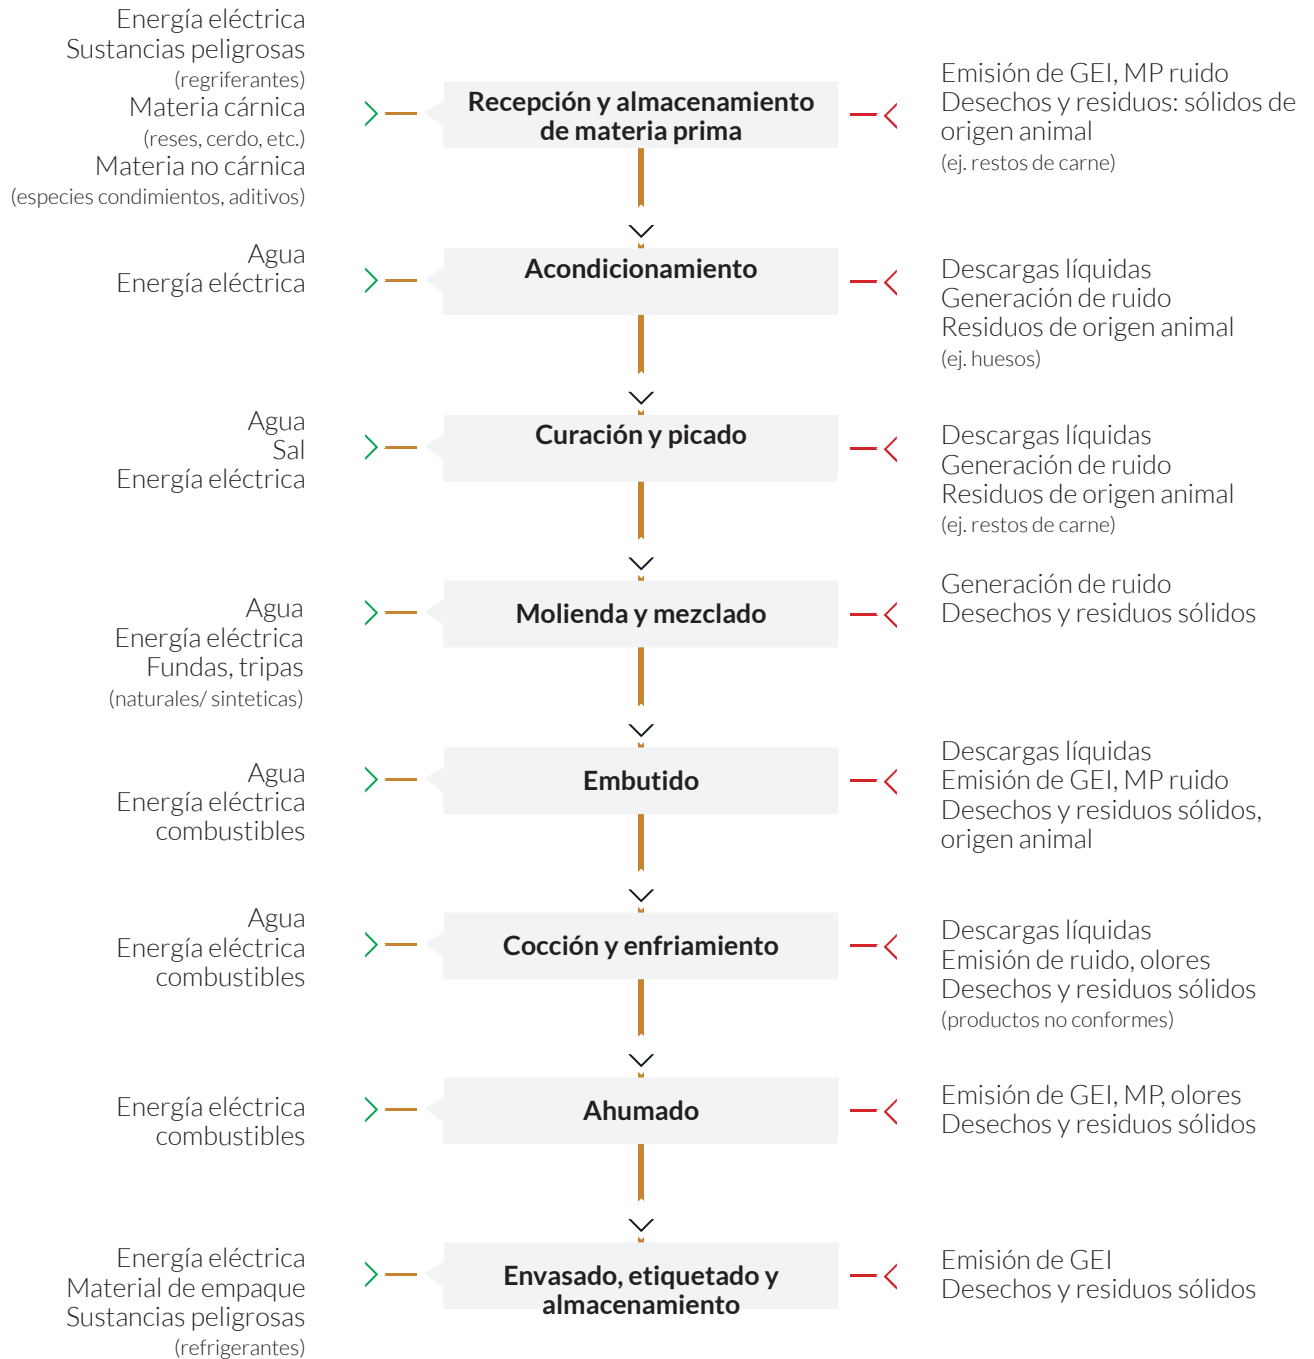 Energía eléctrica
Sustancias peligrosas
(regriferantes)
Materia cárnica
(reses, cerdo, etc.)
Materia no cárnica
(especies condimientos, aditivos)
Recepción y almacenamiento
de materia prima
Emisión de GEI, MP ruido
Desechos y residuos: sólidos de
origen animal
(ej. restos de carne)
Agua
Energía eléctrica
Acondicionamiento
Descargas líquidas
Generación de ruido
Residuos de origen animal
(ej. huesos)
Agua
Sal
Energía eléctrica
Curación y picado
Descargas líquidas
Generación de ruido
Residuos de origen animal
(ej. restos de carne)
Agua
Energía eléctrica
Fundas, tripas
(naturales/ sinteticas)
Molienda y mezclado
Generación de ruido
Desechos y residuos sólidos
Agua
Energía eléctrica
combustibles
Embutido
Descargas líquidas
Emisión de GEI, MP ruido
Desechos y residuos sólidos,
origen animal
Agua
Energía eléctrica
combustibles
Cocción y enfriamiento
Descargas líquidas
Emisión de ruido, olores
Desechos y residuos sólidos
(productos no conformes)
Energía eléctrica
combustibles
Ahumado
Emisión de GEI, MP, olores
Desechos y residuos sólidos
Energía eléctrica
Material de empaque
Sustancias peligrosas
(refrigerantes)
Envasado, etiquetado y
almacenamiento
Emisión de GEI
Desechos y residuos sólidos